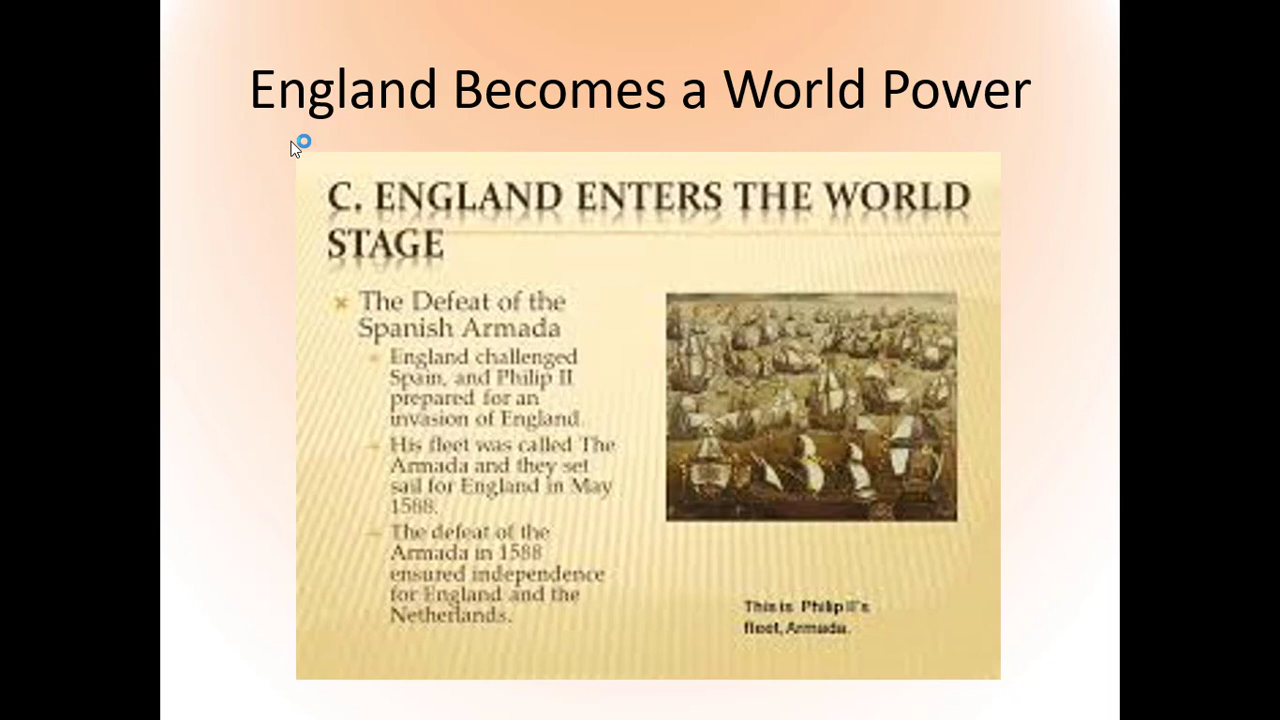 England Becomes a World Power
C. ENGLAND ENTERS THE WORLD
STAGE
The Defeat of the
Spanish Armada
England challenged
Spain, and Philip II
prepared for an
invasion of England.
His fleet was called The
Armada and they set
sail for England in May
1588.
The defeat of the
Armada in 1588
ensured independence
for England and the
Netherlands.
This is Philip II's
fleet, Armada.